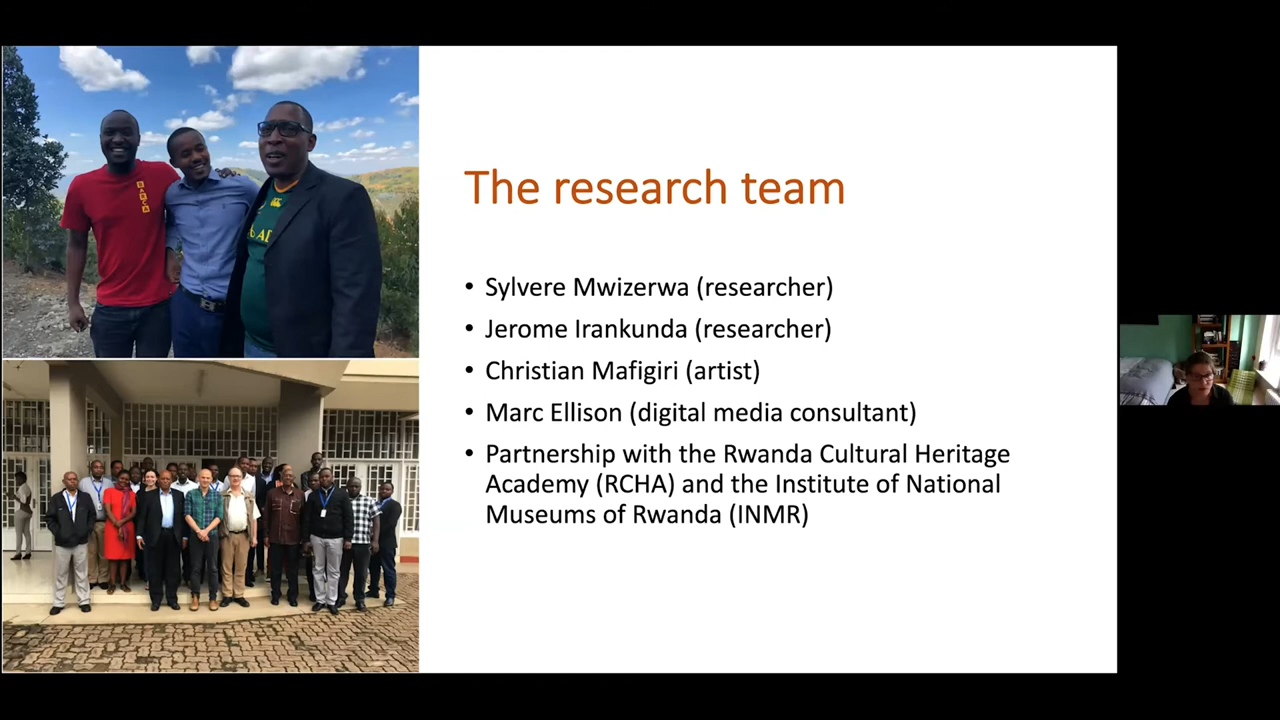 The research team
• Sylvere Mwizerwa (researcher)
• Jerome Irankunda (researcher)
• Christian Mafigiri (artist)
• Marc Ellison (digital media consultant)
• Partnership with the Rwanda Cultural Heritage
Academy (RCHA) and the Institute of National
Museums of Rwanda (INMR)